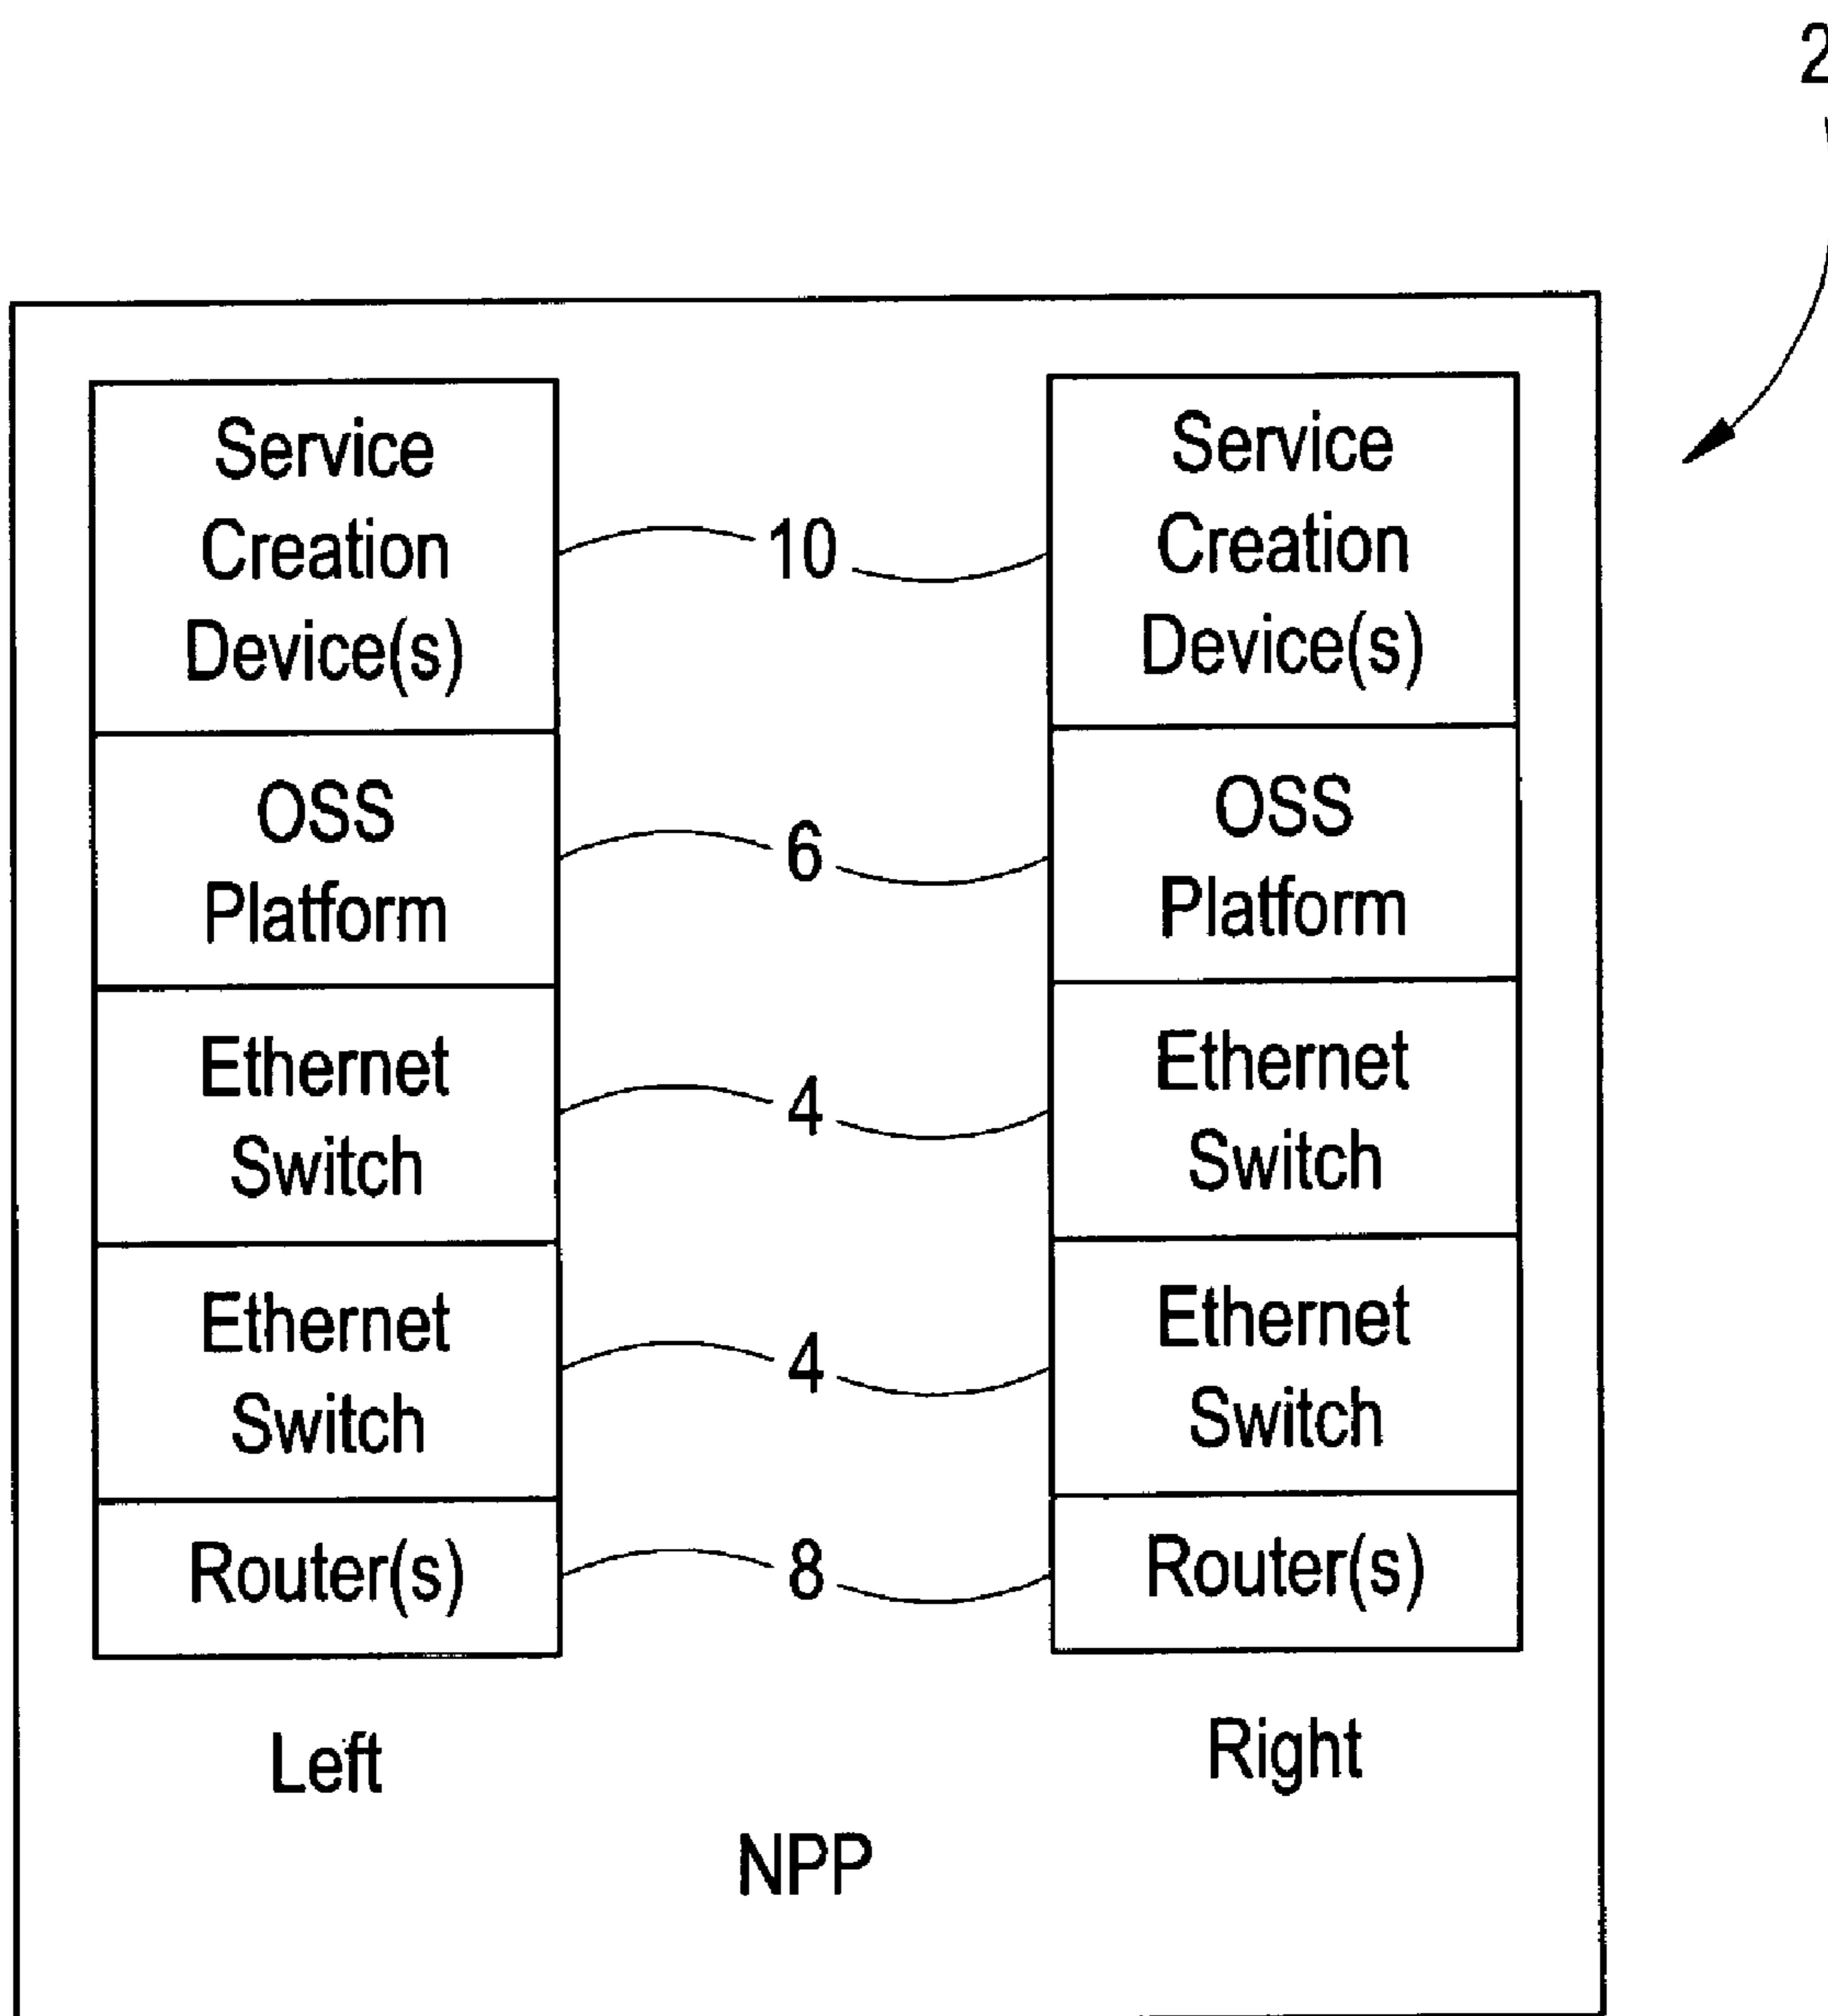 2
Service
Creation
Device(s)
10
Service
Creation
Device(s)
OSS
Platform
6
OSS
Platform
Ethernet
Switch
4
Ethernet
Switch
Ethernet
Switch
4
Ethernet
Switch
Router(s)
8
Router(s)
Left
Right
NPP